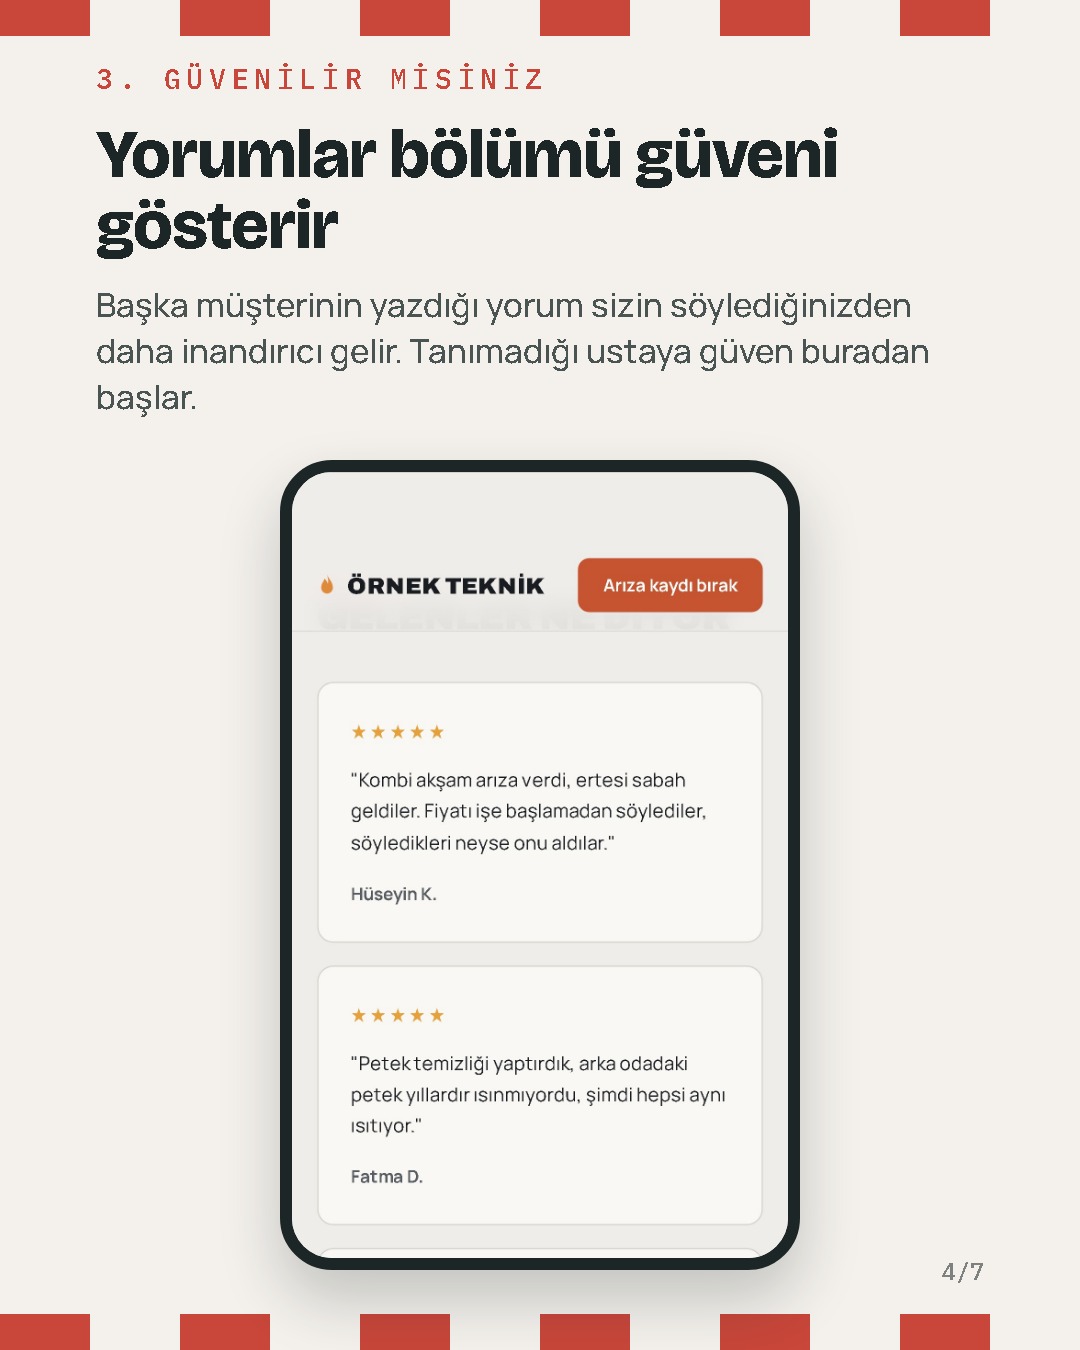 3. GÜVENİLİR MİSİNİZ
Yorumlar bölümü güveni
gösterir
Başka müşterinin yazdığı yorum sizin söylediğinizden
daha inandırıcı gelir. Tanımadığı ustaya güven buradan
başlar.
ÖRNEK TEKNİK
Arıza kaydı bırak
★★★★★
"Kombi akşam arıza verdi, ertesi sabah
geldiler. Fiyatı işe başlamadan söylediler,
söyledikleri neyse onu aldılar."
Hüseyin K.
★★★★★
"Petek temizliği yaptırdık, arka odadaki
petek yıllardır ısınmıyordu, şimdi hepsi aynı
ısıtıyor."
Fatma D.
4/7